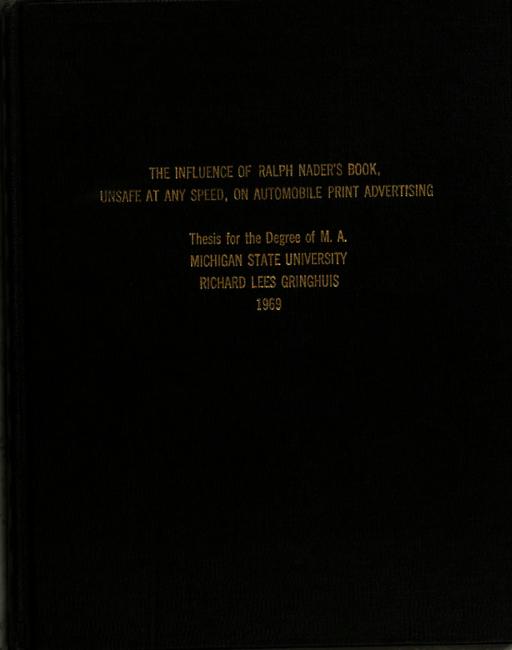 THE INFLUENCE OF RALPH NADER'S BOOK,
UNSAFE AT ANY SPEED, ON AUTOMOBILE PRINT ADVERTISING
Thesis for the Degree of M. A.
MICHIGAN STATE UNIVERSITY
RICHARD LEES GRINGHUIS
1969